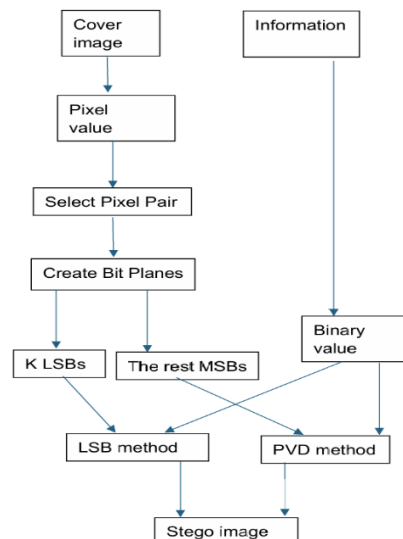 Cover
image
Information
Pixel
value
Select Pixel Pair
Create Bit Planes
Binary
value
K LSBs
The rest MSBs
LSB method
PVD method
Stego image